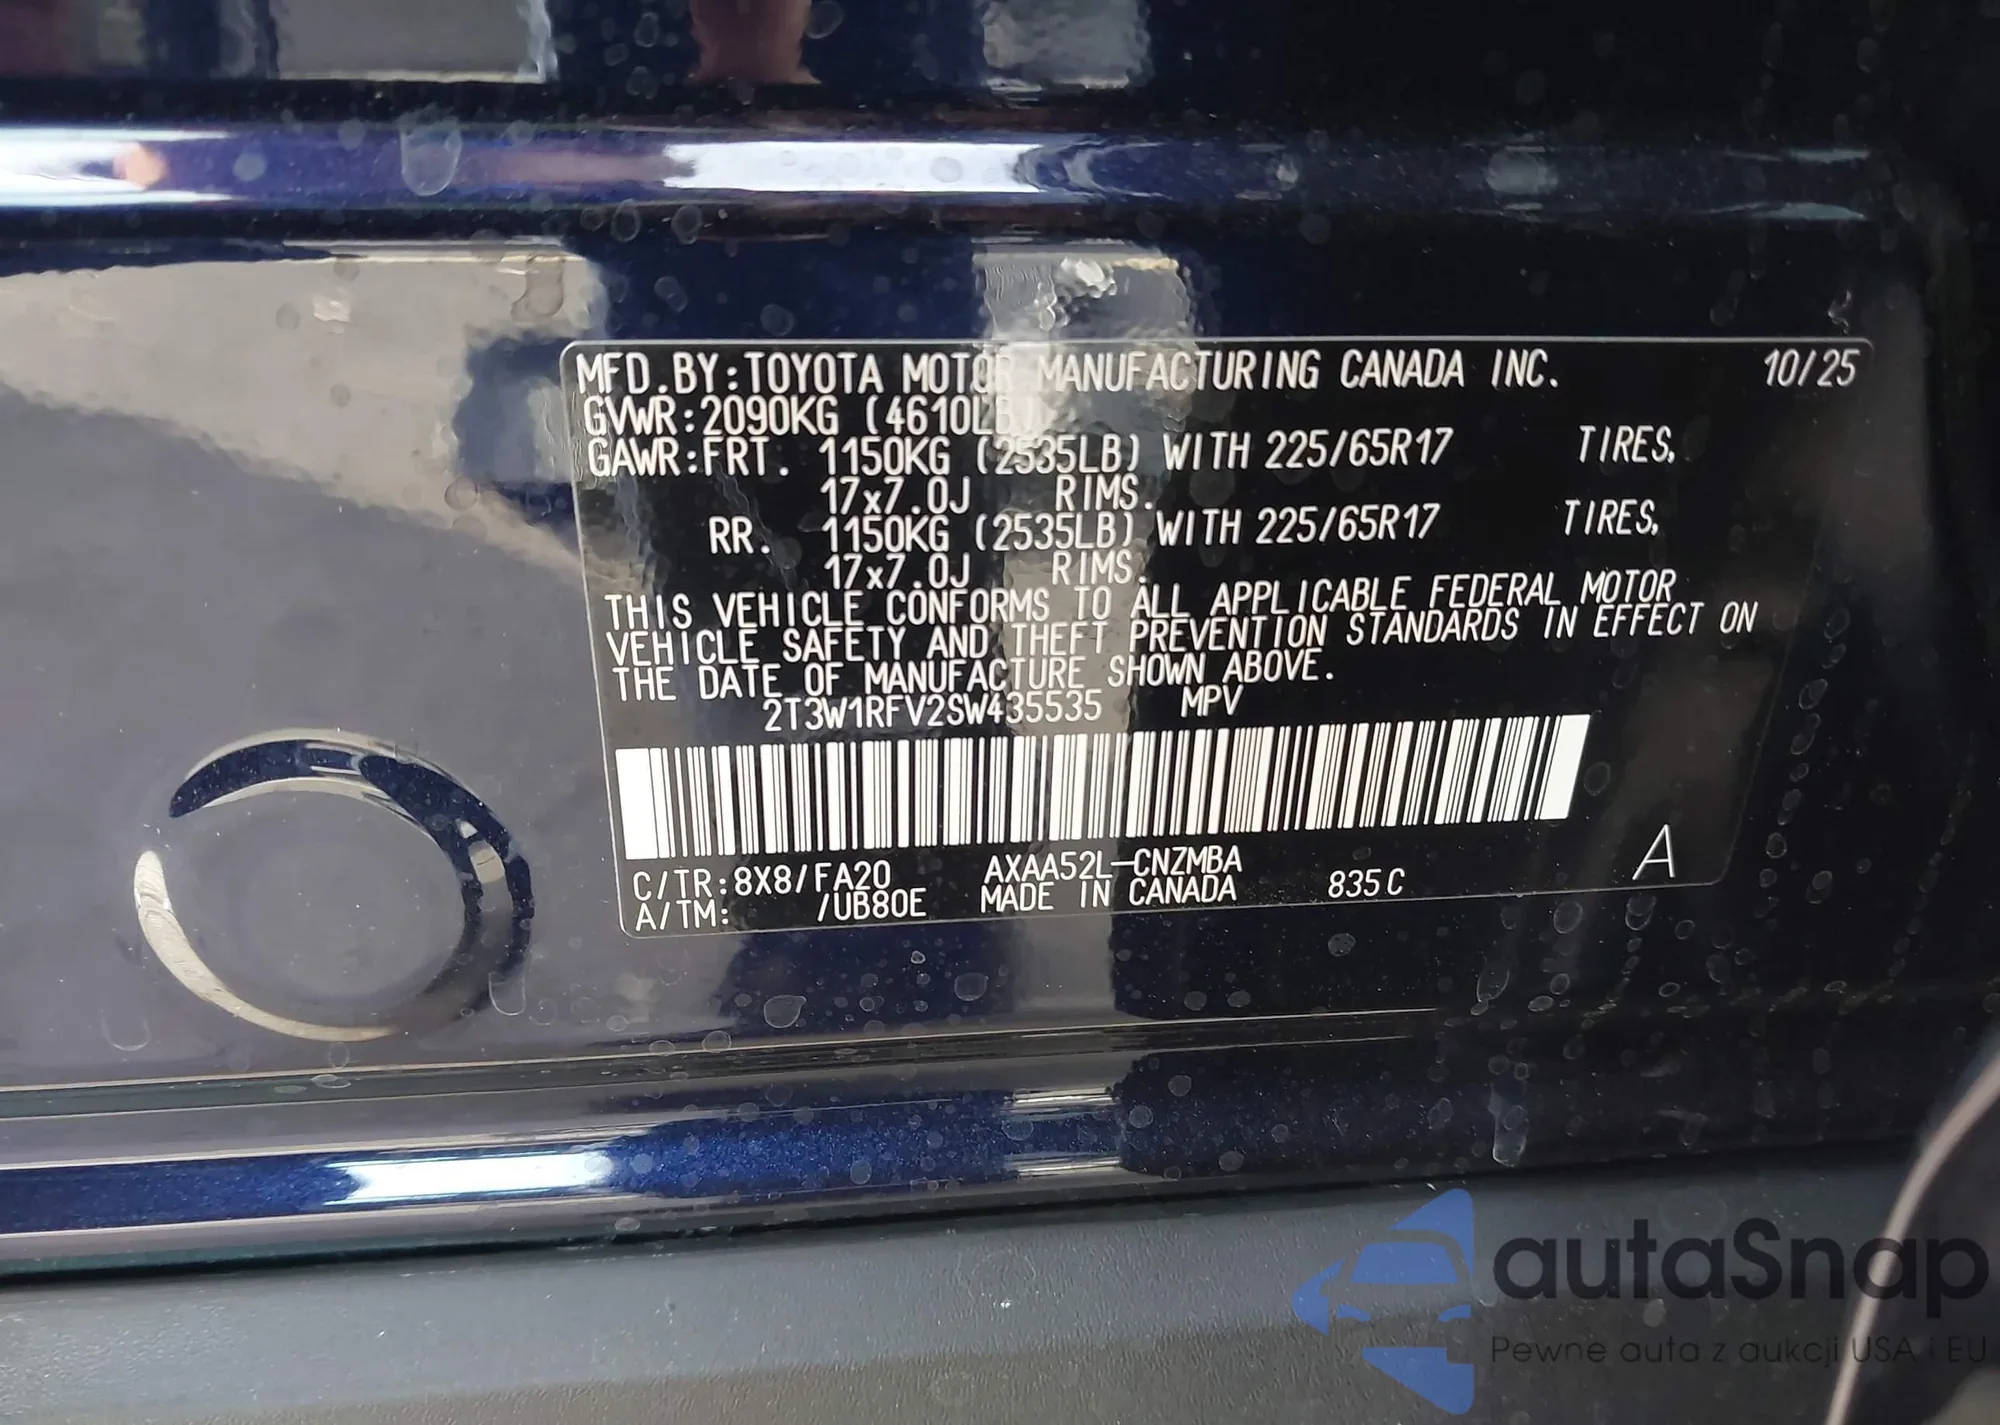 MFD.BY:TOYOTA MOTOR MANUFACTURING CANADA INC. 10/25
GVWR:2090KG (4610LB)
GAWR:FRT. 1150KG (2535LB) WITH 225/65R17 TIRES,
17x7.0J RIMS.
RR. 1150KG (2535LB) WITH 225/65R17 TIRES,
17x7.0J RIMS.
THIS VEHICLE CONFORMS TO ALL APPLICABLE FEDERAL MOTOR
VEHICLE SAFETY AND THEFT PREVENTION STANDARDS IN EFFECT ON
THE DATE OF MANUFACTURE SHOWN ABOVE.
2T3W1RFV2SW435535 MPV
A
C/TR:8X8/FA20 AXAA52L-CNZMBA
A/TM: /UB80E MADE IN CANADA 835C
autaSnap
Pewne auta z aukcji USA i EU